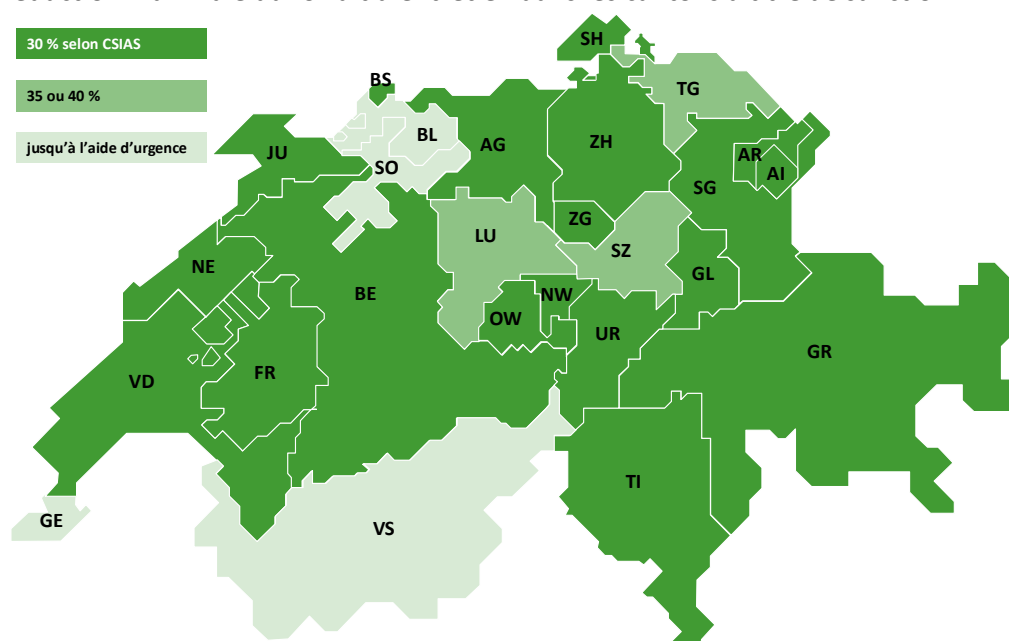 30 % selon CSIAS
35 ou 40 %
jusqu’à l’aide d’urgence
SH
BS
TG
BL
AG
ZH
JU
SO
AR
AI
SG
ZG
LU
SZ
NE
GL
BE
NW
OW
UR
GR
VD
FR
TI
GE
VS